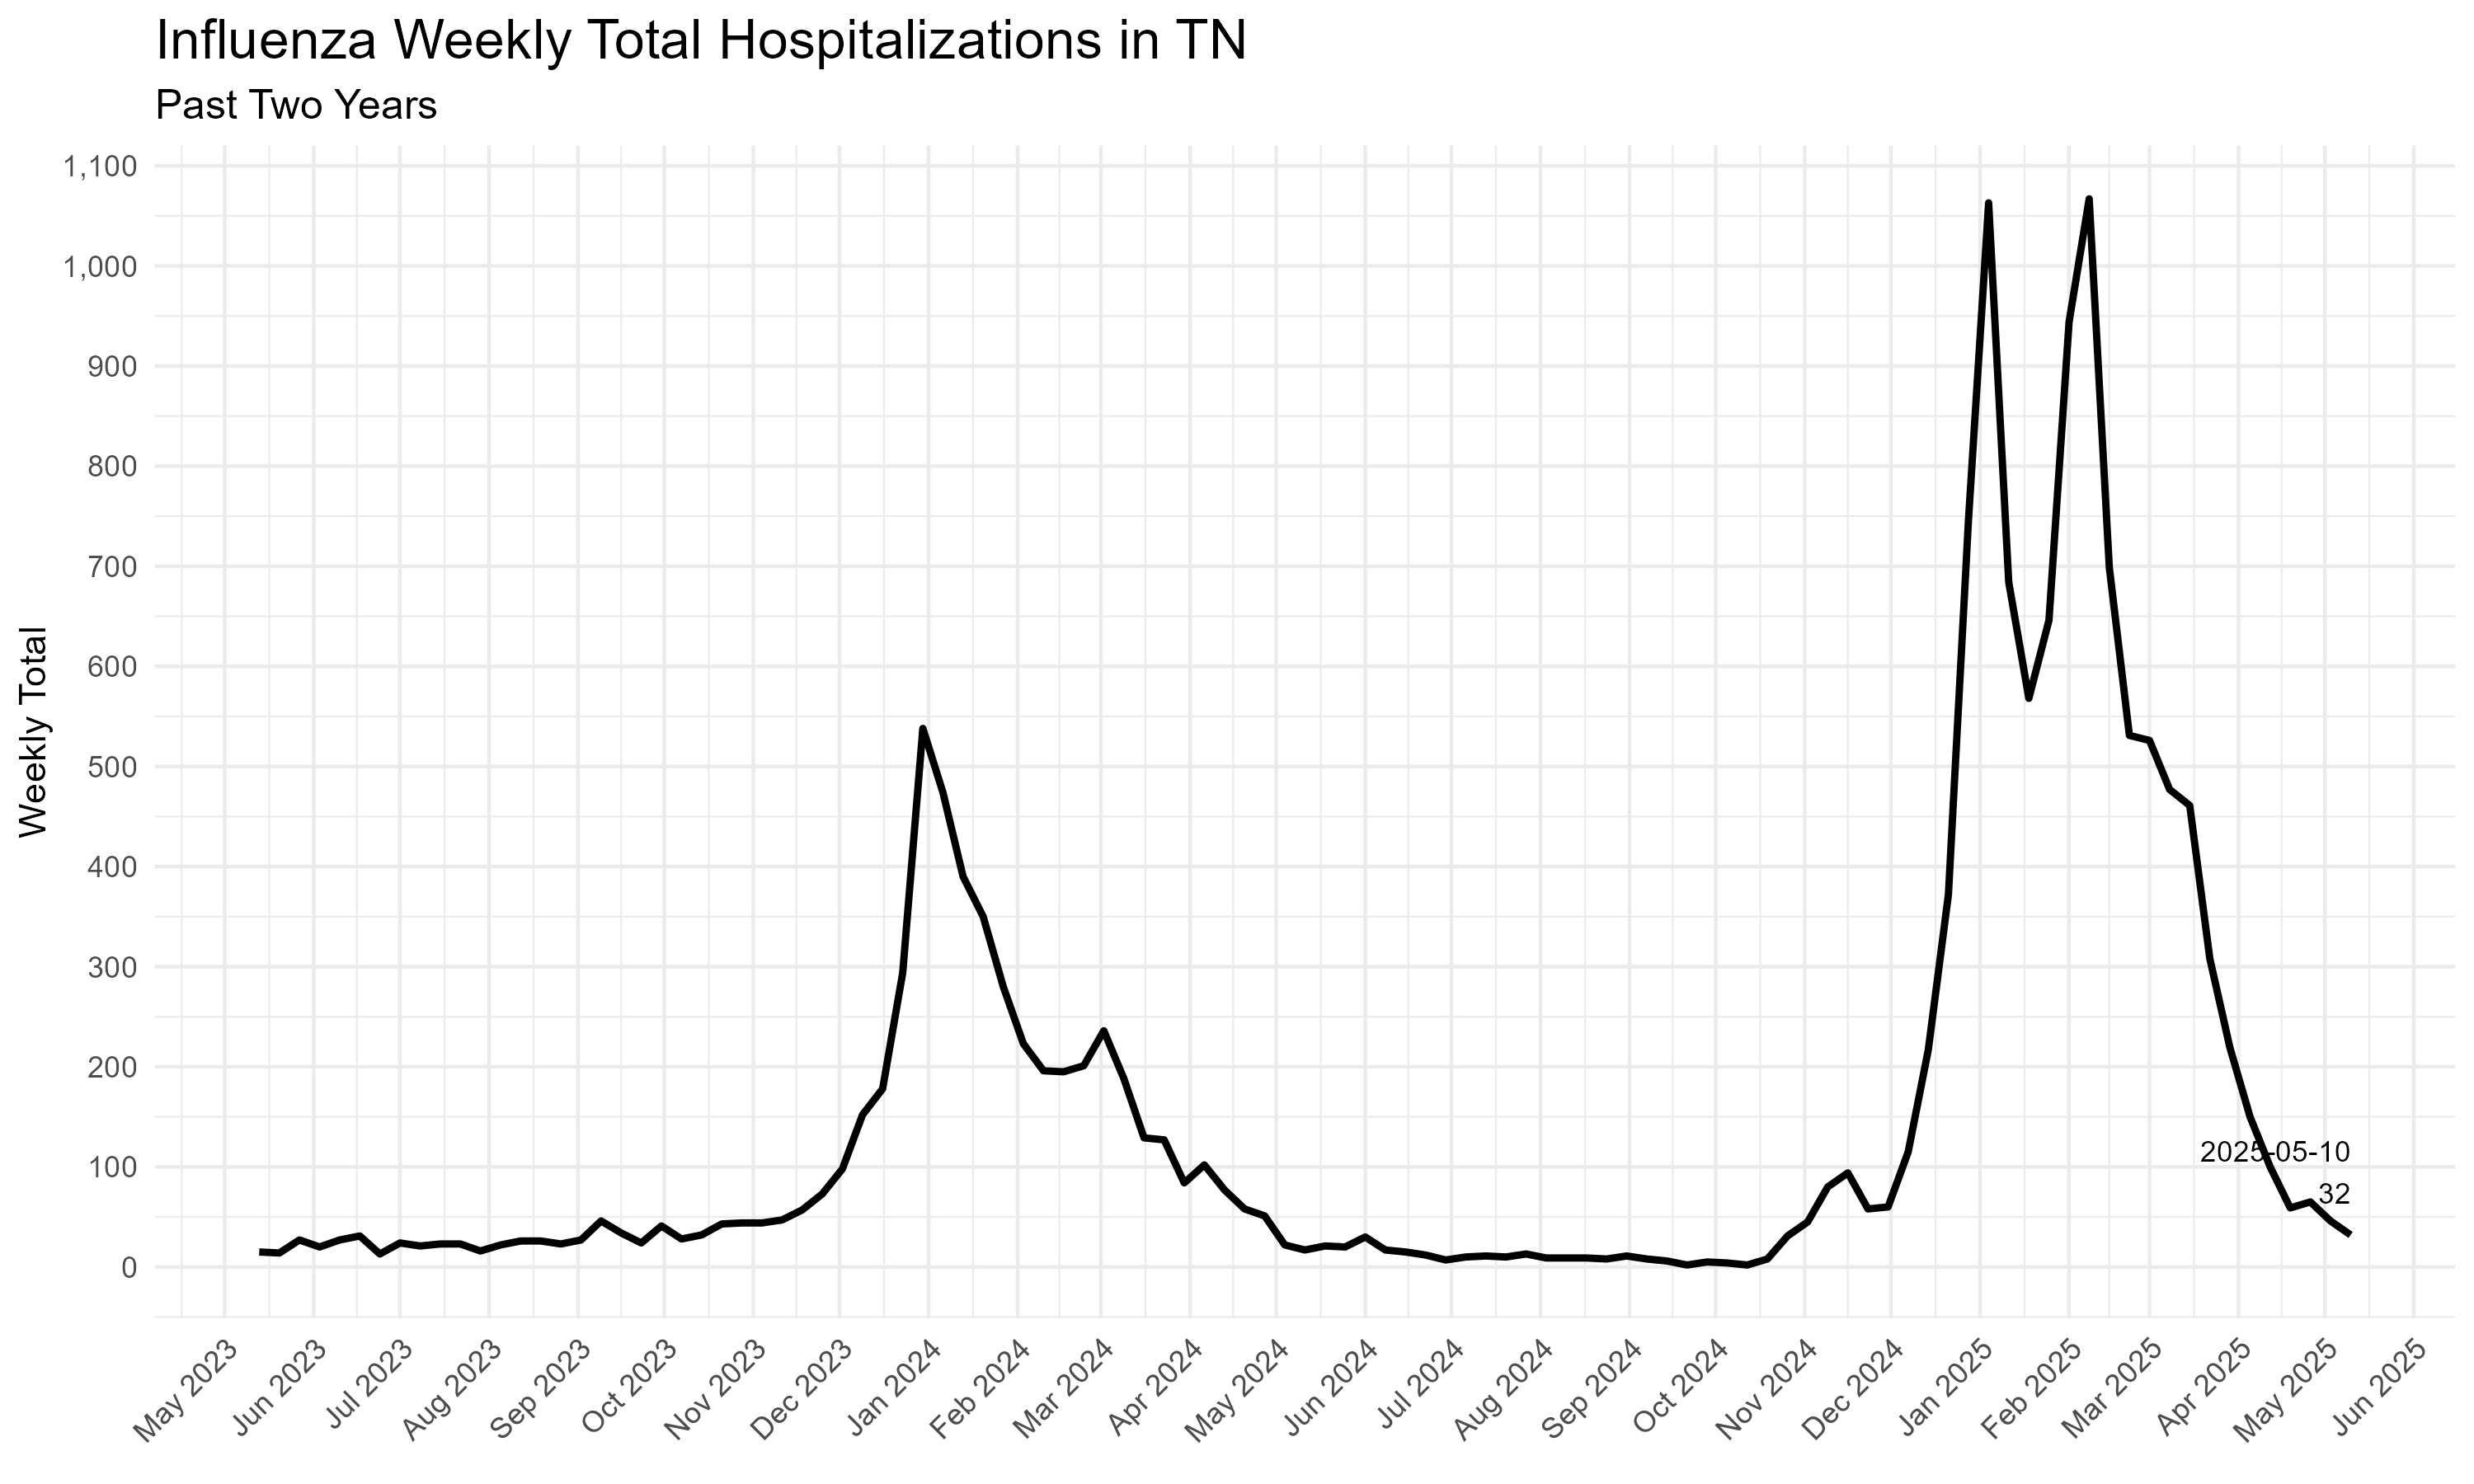 Influenza Weekly Total Hospitalizations in TN
Past Two Years
1,100
1,000
900
800
700
600
500
400
300
200
100
0
Weekly Total
2025-05-10
32
May 2023
Jun 2023
Jul 2023
Aug 2023
Sep 2023
Oct 2023
Nov 2023
Dec 2023
Jan 2024
Feb 2024
Mar 2024
Apr 2024
May 2024
Jun 2024
Jul 2024
Aug 2024
Sep 2024
Oct 2024
Nov 2024
Dec 2024
Jan 2025
Feb 2025
Mar 2025
Apr 2025
May 2025
Jun 2025